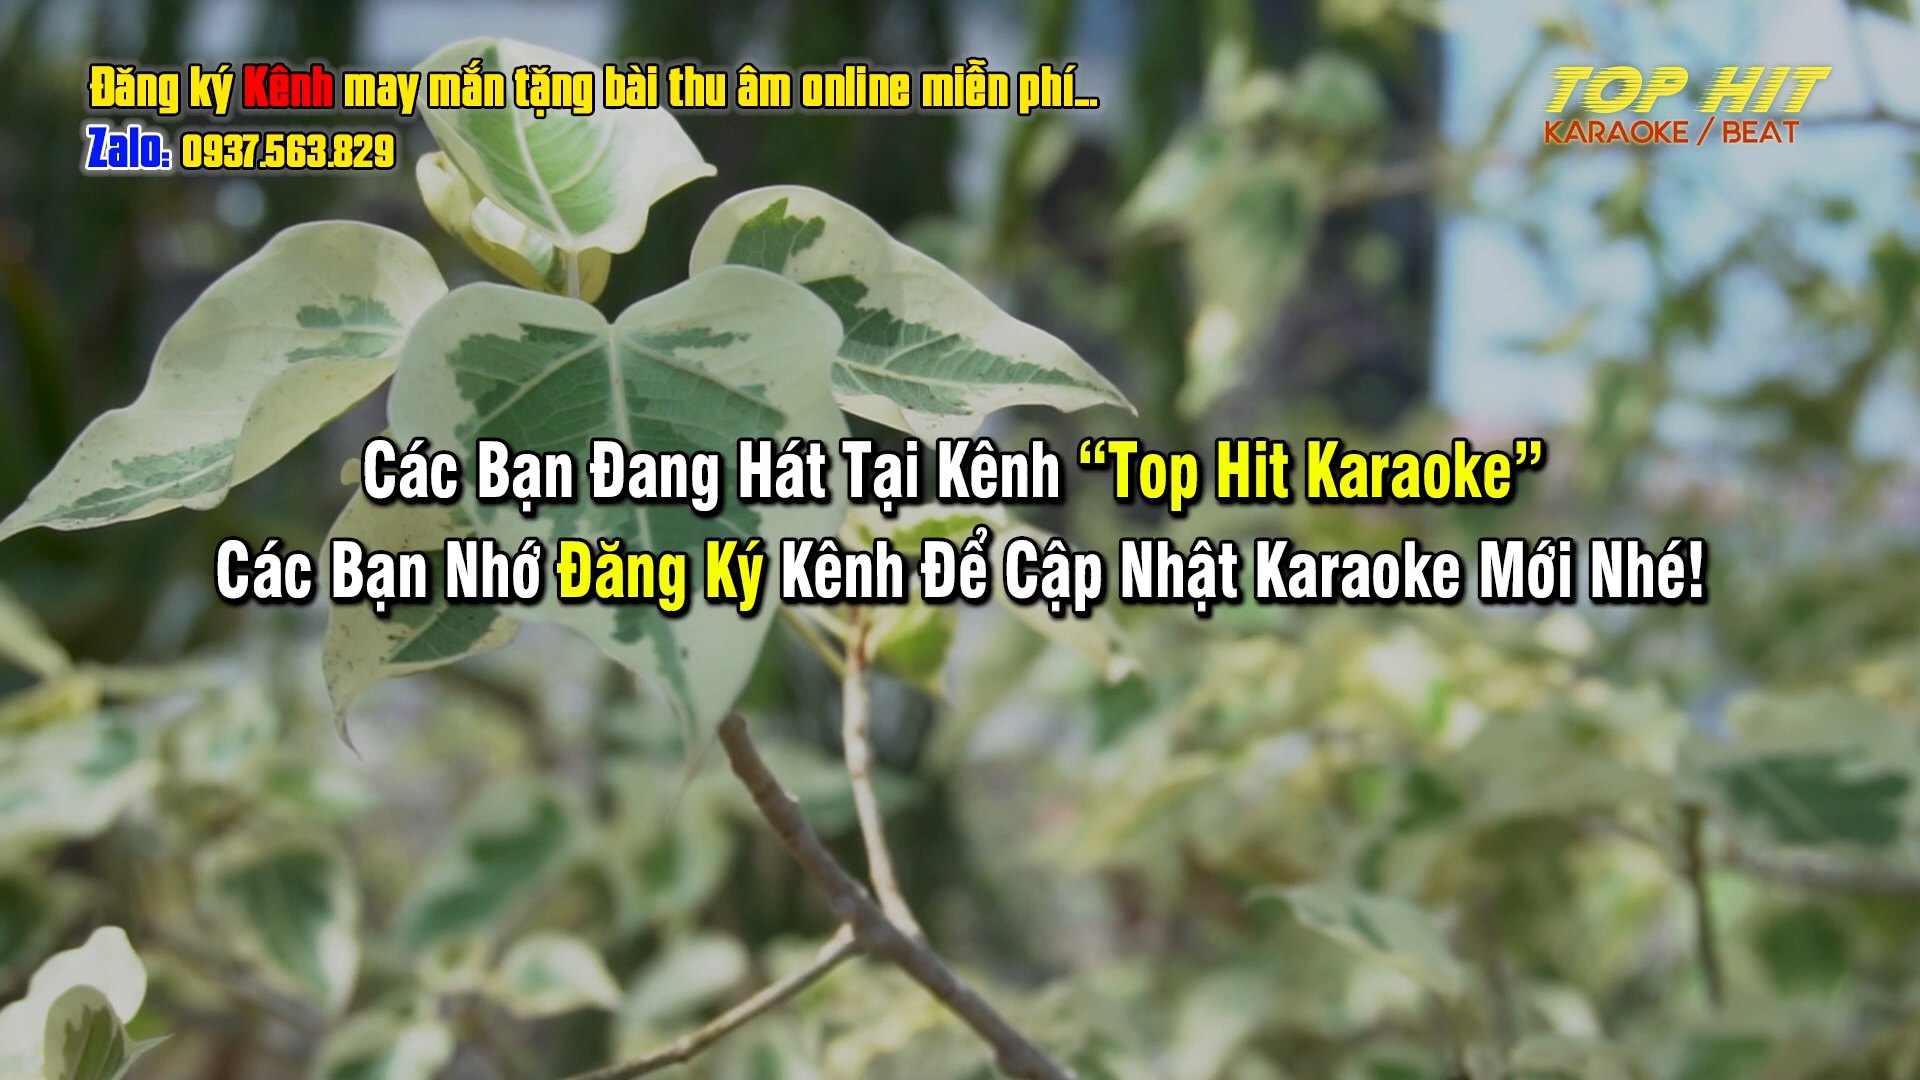 Đăng ký Kênh may mắn tặng bài thu âm online miễn phí...
Zalo: 0937.563.829
TOP HIT
KARAOKE / BEAT
Các Bạn Đang Hát Tại Kênh “Top Hit Karaoke”
Các Bạn Nhớ Đăng Ký Kênh Để Cập Nhật Karaoke Mới Nhé!